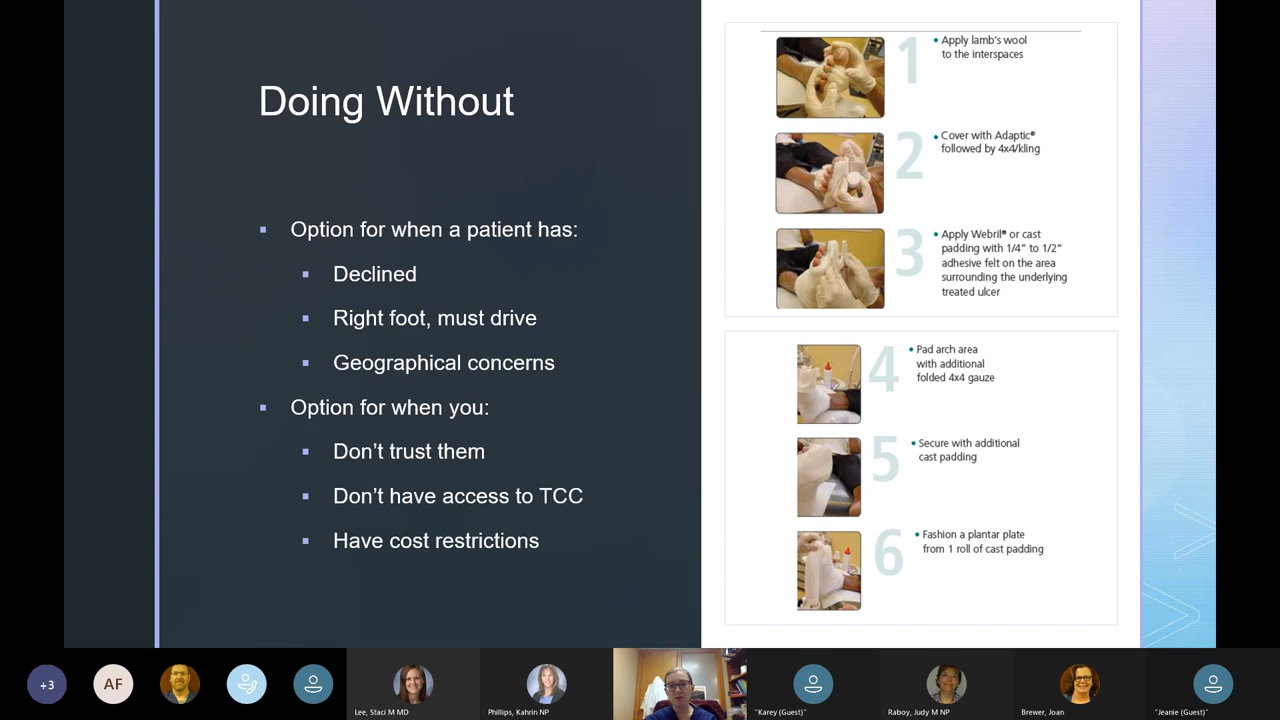 Doing Without
Option for when a patient has:
Declined
Right foot, must drive
Geographical concerns
Option for when you:
Don't trust them
Don't have access to TCC
Have cost restrictions
1
• Apply lamb's wool
to the interspaces
2
• Cover with Adaptic®
followed by 4x4/kling
3
• Apply Webril® or cast
padding with 1/4" to 1/2"
adhesive felt on the area
surrounding the underlying
treated ulcer
4
• Pad arch area
with additional
folded 4x4 gauze
5
• Secure with additional
cast padding
6
• Fashion a plantar plate
from 1 roll of cast padding
+3
AF
Lee, Staci M MD
Phillips, Kahrin NP
"Karey (Guest)"
Raboy, Judy M NP
Brewer, Joan
"Jeanie (Guest)"